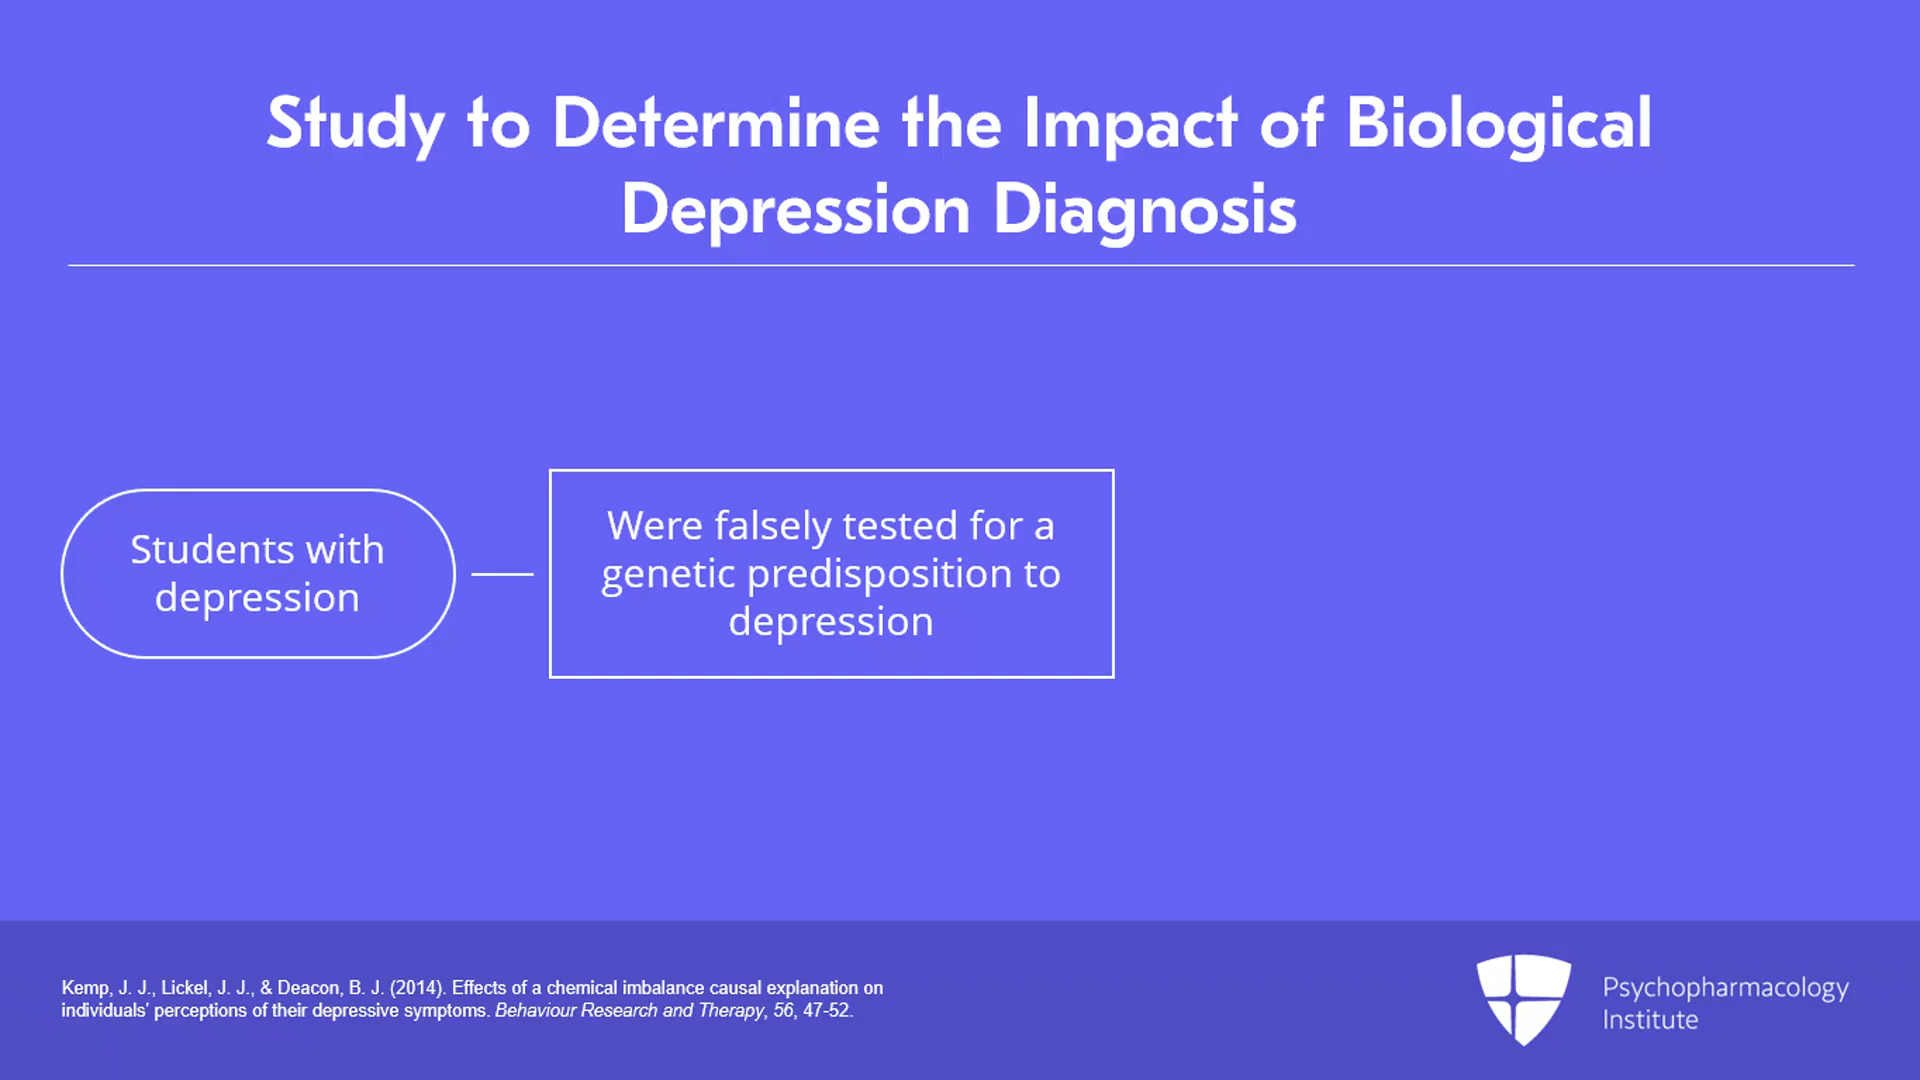 Study to Determine the Impact of Biological
Depression Diagnosis
Students with
depression
Were falsely tested for a
genetic predisposition to
depression
Kemp, J. J., Lickel, J. J., & Deacon, B. J. (2014). Effects of a chemical imbalance causal explanation on
individuals’ perceptions of their depressive symptoms. Behaviour Research and Therapy, 56, 47-52.
Psychopharmacology
Institute